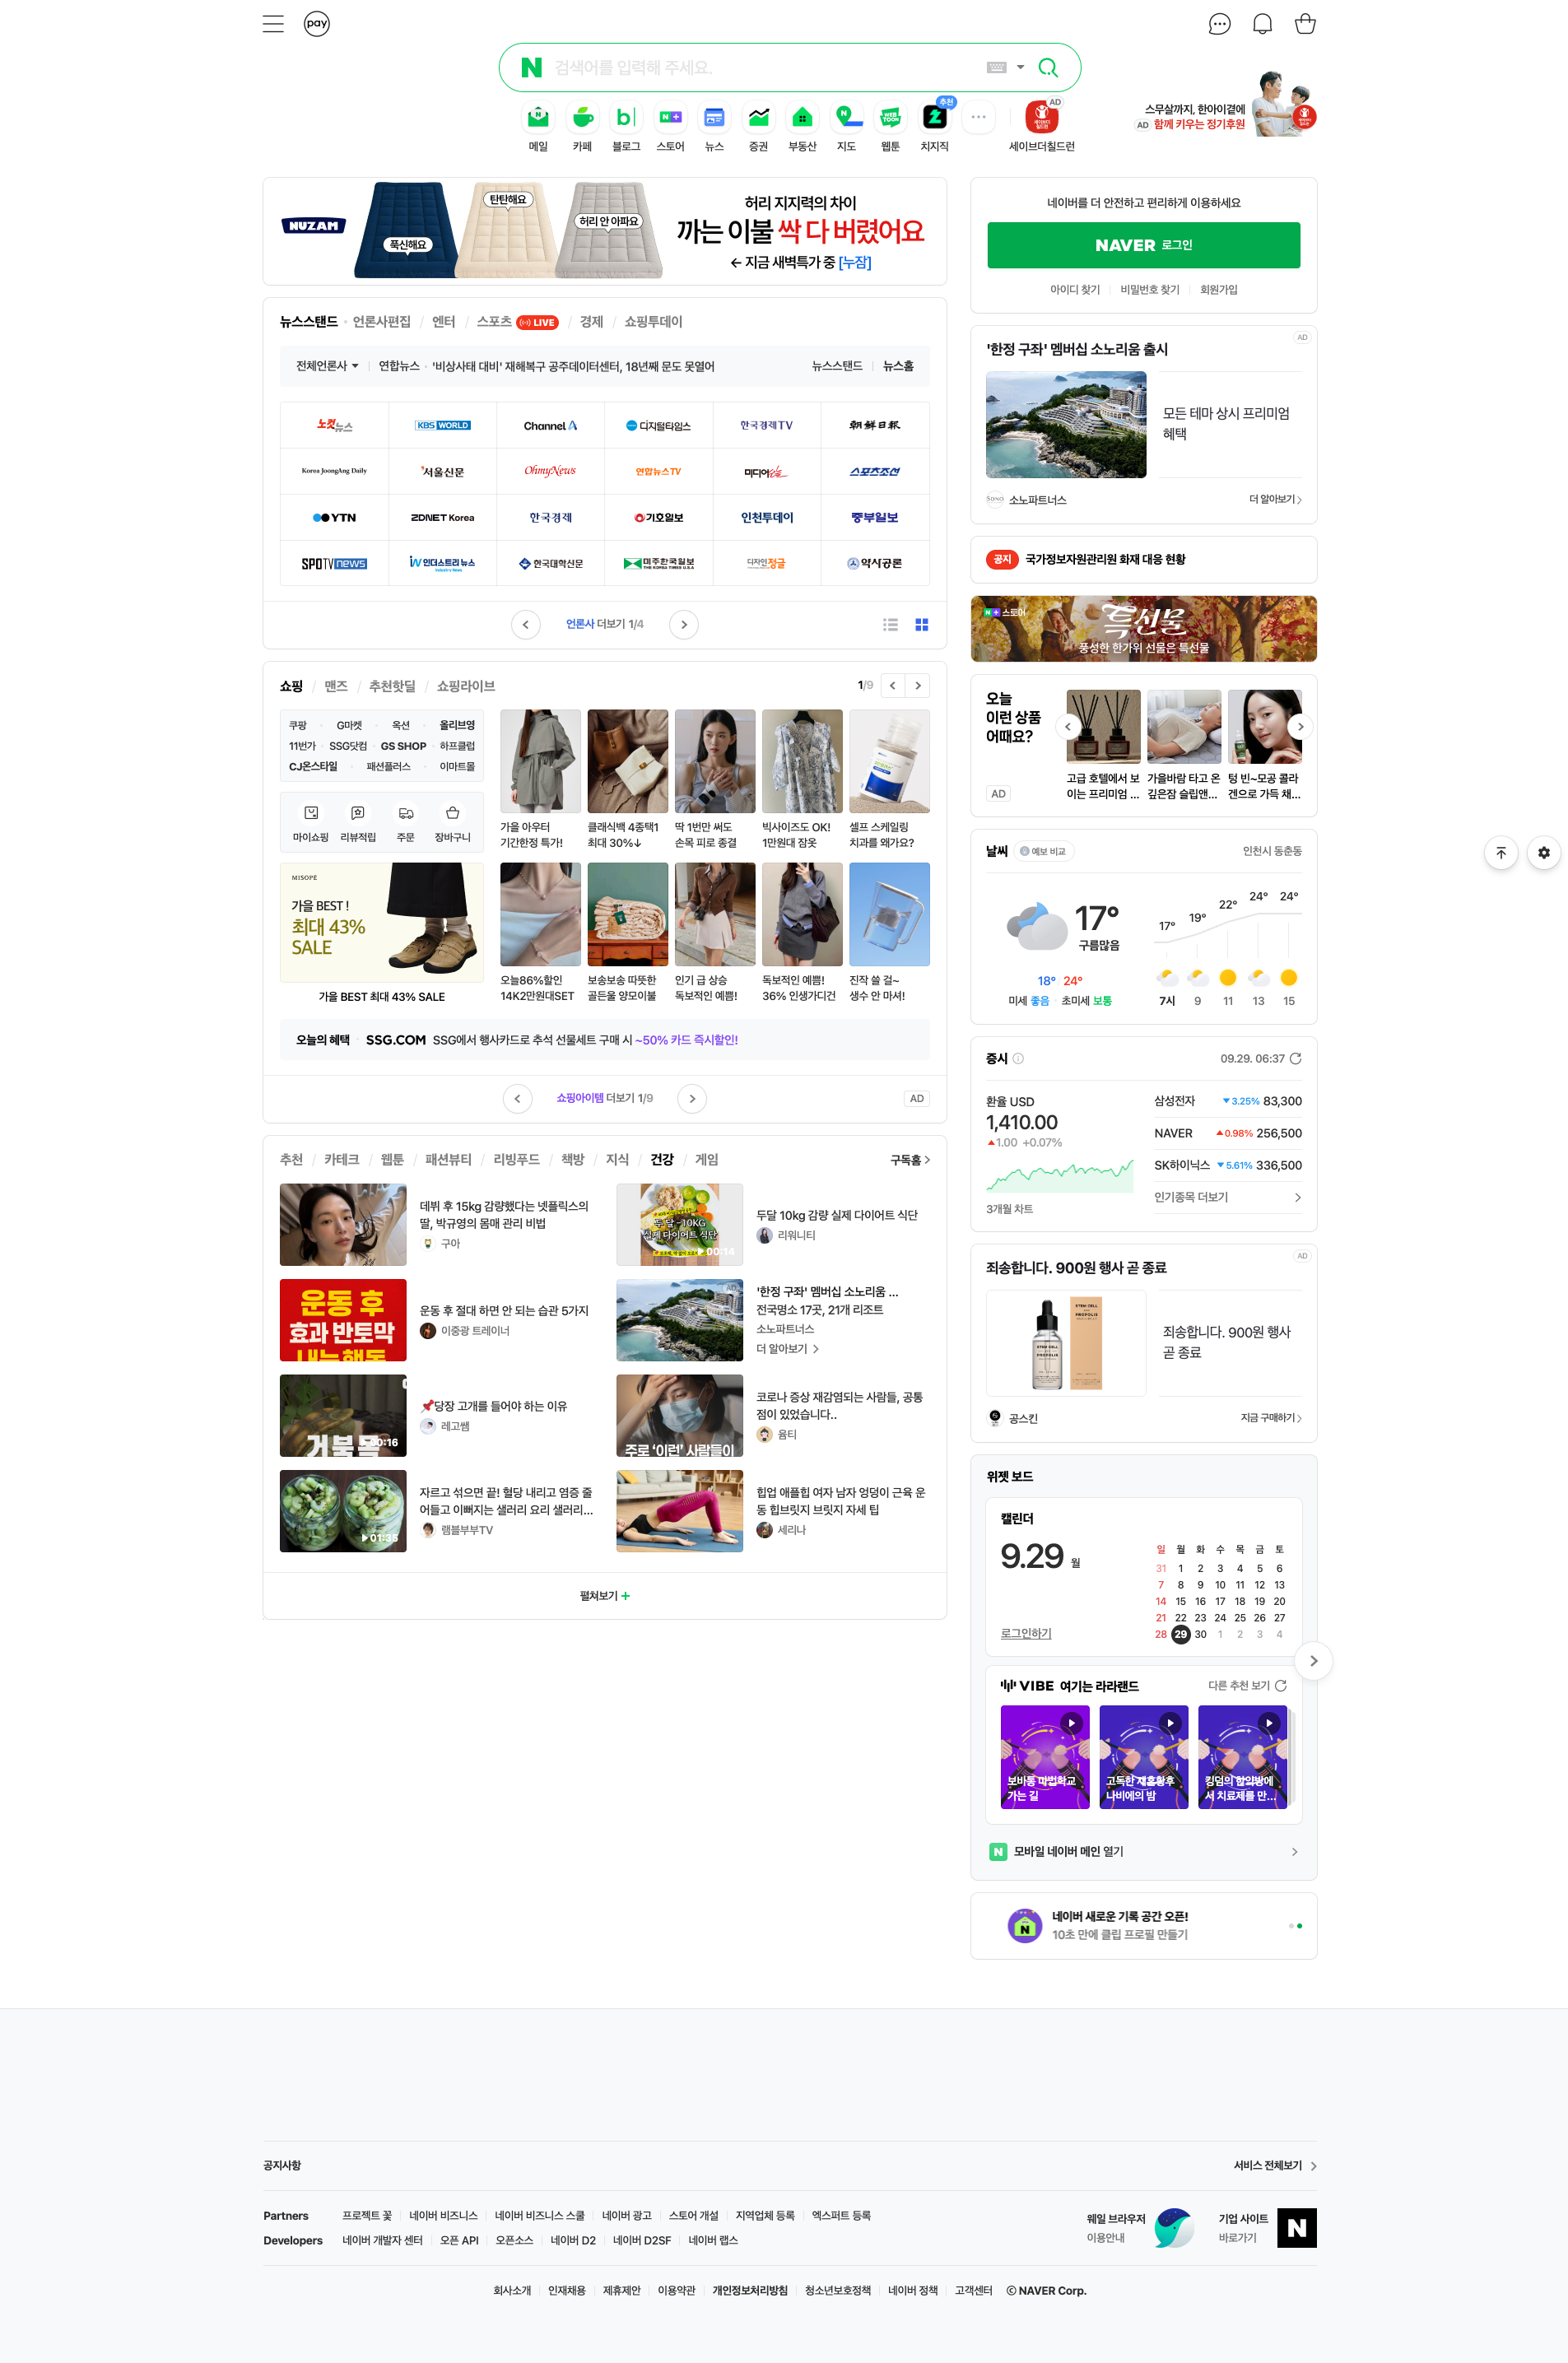 pay
N 검색어를 입력해 주세요.
메일
카페
블로그
스토어
뉴스
증권
부동산
지도
웹툰
추천
치지직
AD
세이브더칠드런
스무살까지, 한아이결에
AD 함께 키우는 정기후원
NUZAM
푹신해요
탄탄해요
허리 안 아파요
허리 지지력의 차이
까는 이불 싹 다 버렸어요
← 지금 새벽특가 중 [누잠]
뉴스스탠드 · 언론사편집 / 엔터 / 스포츠 LIVE / 경제 / 쇼핑투데이
전체언론사 연합뉴스 · '비상사태 대비' 재해복구 공주데이터센터, 18년째 문도 못열어 뉴스스탠드 뉴스홈
노컷뉴스 KBS WORLD Channel A 디지털타임스 한국경제TV 朝鮮日報
Korea JoongAng Daily 서울신문 OhmyNews 연합뉴스TV 미디어오늘 스포츠조선
YTN ZDNET Korea 한국경제 기호일보 인천투데이 중부일보
SPOTV news 인더스트리 뉴스 한국대학신문 미주한국일보 디자인정글 약사공론
언론사 더보기 1/4
쇼핑 / 맨즈 / 추천핫딜 / 쇼핑라이브
1/9
쿠팡 · G마켓 · 옥션 · 올리브영
11번가 · SSG닷컴 · GS SHOP · 하프클럽
CJ온스타일 · 패션플러스 · 이마트몰
마이쇼핑 리뷰적립 주문 장바구니
MISOPÉ
가을 BEST !
최대 43%
SALE
가을 BEST 최대 43% SALE
가을 아우터
기간한정 특가!
클래식백 4종택1
최대 30%↓
딱 1번만 써도
손목 피로 종결
빅사이즈도 OK!
1만원대 잠옷
셀프 스케일링
치과를 왜가요?
오늘86%할인
14K2만원대SET
보송보송 따뜻한
골든울 양모이불
인기 급 상승
독보적인 예쁨!
독보적인 예쁨!
36% 인생가디건
진작 쓸 걸~
생수 안 마셔!
오늘의 혜택 · SSG.COM SSG에서 행사카드로 추석 선물세트 구매 시 ~50% 카드 즉시할인!
쇼핑아이템 더보기 1/9
AD
추천 / 카테크 / 웹툰 / 패션뷰티 / 리빙푸드 / 책방 / 지식 / 건강 / 게임
구독홈
데뷔 후 15kg 감량했다는 넷플릭스의
딸, 박규영의 몸매 관리 비법
구아
두 달 -10KG
실제 다이어트 식단
00:14
두달 10kg 감량 실제 다이어트 식단
리워니티
운동 후
효과 반토막
내는 행동
운동 후 절대 하면 안 되는 습관 5가지
이중광 트레이너
AD
'한정 구좌' 멤버십 소노리움 ...
전국명소 17곳, 21개 리조트
소노파트너스
더 알아보기
거북목
00:16
📌당장 고개를 들어야 하는 이유
레고쌤
주로 '이런' 사람들이
코로나 증상 재감염되는 사람들, 공통
점이 있었습니다..
욤티
01:35
자르고 섞으면 끝! 혈당 내리고 염증 줄
어들고 이뻐지는 샐러리 요리 샐러리...
램블부부TV
힙업 애플힙 여자 남자 엉덩이 근육 운
동 힙브릿지 브릿지 자세 팁
세리나
펼쳐보기 +
네이버를 더 안전하고 편리하게 이용하세요
NAVER 로그인
아이디 찾기 비밀번호 찾기 회원가입
AD
'한정 구좌' 멤버십 소노리움 출시
모든 테마 상시 프리미엄
혜택
SONO
소노파트너스
더 알아보기
공지 국가정보자원관리원 화재 대응 현황
N+ 스토어
특선물
풍성한 한가위 선물은 특선물
오늘
이런 상품
어때요?
AD
고급 호텔에서 보
이는 프리미엄 ...
가을바람 타고 온
깊은잠 슬립앤...
텅 빈~모공 콜라
겐으로 가득 채...
날씨 예보 비교
인천시 동춘동
17°
구름많음
18° 24°
미세 좋음 · 초미세 보통
17° 19° 22° 24° 24°
7시 9 11 13 15
증시
09.29. 06:37
환율 USD
1,410.00
1.00 +0.07%
3개월 차트
삼성전자 3.25% 83,300
NAVER 0.98% 256,500
SK하이닉스 5.61% 336,500
인기종목 더보기
AD
죄송합니다. 900원 행사 곧 종료
STEM CELL
PROPOLIS
죄송합니다. 900원 행사
곧 종료
공스킨
지금 구매하기
위젯 보드
캘린더
9.29 월
로그인하기
일 월 화 수 목 금 토
31 1 2 3 4 5 6
7 8 9 10 11 12 13
14 15 16 17 18 19 20
21 22 23 24 25 26 27
28 29 30 1 2 3 4
VIBE 여기는 라라랜드
다른 추천 보기
보바통 마법학교
가는 길
고독한 재혼황후
나비에의 밤
킹덤의 합의방에
서 치료제를 만...
N 모바일 네이버 메인 열기
네이버 새로운 기록 공간 오픈!
10초 만에 클립 프로필 만들기
공지사항
서비스 전체보기
Partners 프로젝트 꽃 네이버 비즈니스 네이버 비즈니스 스쿨 네이버 광고 스토어 개설 지역업체 등록 엑스퍼트 등록
Developers 네이버 개발자 센터 오픈 API 오픈소스 네이버 D2 네이버 D2SF 네이버 랩스
웨일 브라우저
이용안내
기업 사이트
바로가기
N
회사소개 인재채용 제휴제안 이용약관 개인정보처리방침 청소년보호정책 네이버 정책 고객센터 ⓒ NAVER Corp.